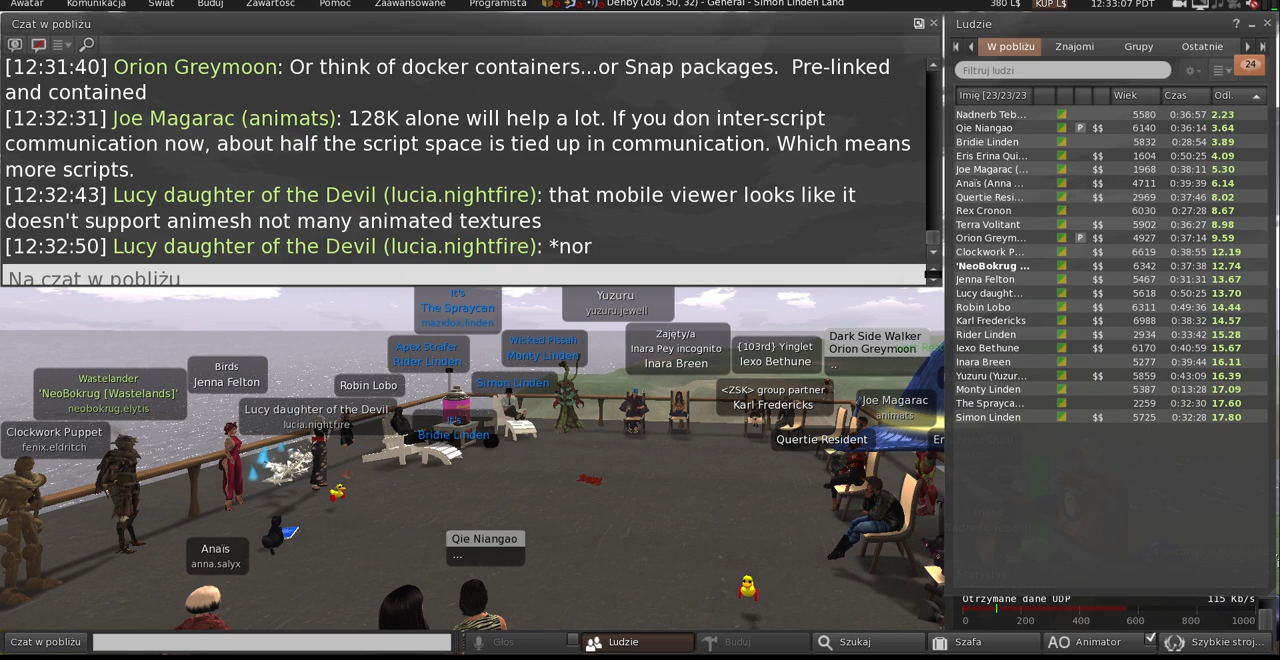 Awatar Komunikacja Świat Buduj Zawartość Pomoc Zaawansowane Programista Denby (208, 50, 32) - General - Simon Linden Land 380 L$ KUP L$ 12:33:07 PDT
Czat w pobliżu
[12:31:40] Orion Greymoon: Or think of docker containers...or Snap packages.  Pre-linked
and contained
[12:32:31] Joe Magarac (animats): 128K alone will help a lot. If you don inter-script
communication now, about half the script space is tied up in communication. Which means
more scripts.
[12:32:43] Lucy daughter of the Devil (lucia.nightfire): that mobile viewer looks like it
doesn't support animesh not many animated textures
[12:32:50] Lucy daughter of the Devil (lucia.nightfire): *nor
Na czat w pobliżu
It's
The Spraycan
mazidox.linden
Yuzuru
yuzuru.jewell
Apex Strafer
Rider Linden
Wicked Pissah
Monty Linden
Zajęty/a
Inara Pey incognito
Inara Breen
{103rd} Yinglet
Iexo Bethune
Dark Side Walker
Orion Greymoon
..
Birds
Jenna Felton
Wastelander
'NeoBokrug [Wastelands]'
neobokrug.elytis
Robin Lobo
Simon Linden
<ZSK> group partner
Karl Fredericks
Joe Magarac
animats
Lucy daughter of the Devil
lucia.nightfire
It's
Bridie Linden
Clockwork Puppet
fenix.eldritch
Quertie Resident
Er
Qie Niangao
...
Anaïs
anna.salyx
Ludzie
? _ ×
W pobliżu Znajomi Grupy Ostatnie
Filtruj ludzi
24
Imię [23/23/23 Wiek Czas Odl.
Nadnerb Teb... 5580 0:36:57 2.23
Qie Niangao P $$ 6140 0:36:14 3.64
Bridie Linden 5832 0:28:54 3.89
Eris Erina Qui... $$ 1604 0:50:25 4.09
Joe Magarac (... $$ 1968 0:38:11 5.30
Anaïs (Anna ... $$ 4711 0:39:39 6.14
Quertie Resi... $$ 2969 0:37:46 8.02
Rex Cronon 6030 0:27:28 8.67
Terra Volitant $$ 5902 0:36:27 8.98
Orion Greym... P $$ 4927 0:37:14 9.59
Clockwork P... $$ 6619 0:38:55 12.19
'NeoBokrug ... $$ 6342 0:37:38 12.74
Jenna Felton $$ 5467 0:31:31 13.67
Lucy daught... $$ 5618 0:50:25 13.70
Robin Lobo $$ 6311 0:49:36 14.44
Karl Fredericks $$ 6988 0:38:32 14.57
Rider Linden $$ 2934 0:33:42 15.28
Iexo Bethune $$ 6170 0:40:59 15.67
Inara Breen 5277 0:39:44 16.11
Yuzuru (Yuzur... $$ 5859 0:43:09 16.39
Monty Linden 5387 0:13:28 17.09
The Sprayca... 2259 0:32:30 17.60
Simon Linden $$ 5725 0:32:28 17.80
Otrzymane dane UDP 115 Kb/s
0 200 400 600 800 1000
Czat w pobliżu Głos Ludzie Buduj Szukaj Szafa AO Animator Szybkie stroj...